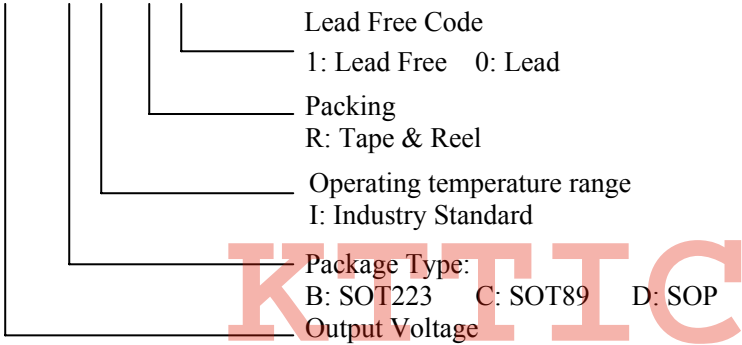 Lead Free Code
1: Lead Free 0: Lead
Packing
R: Tape & Reel
Operating temperature range
I: Industry Standard
Package Type:
B: SOT223 C: SOT89 D: SOP
Output Voltage
KTTIC